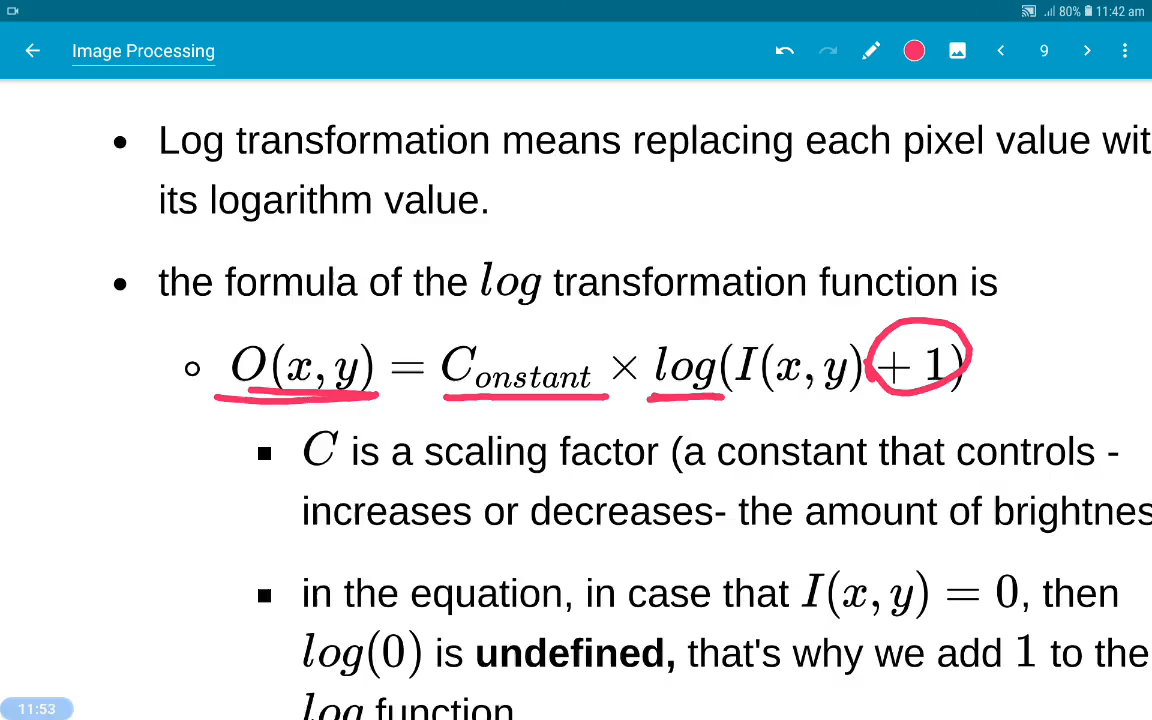 80% 11:42 am
Image Processing
9
• Log transformation means replacing each pixel value wit
its logarithm value.
• the formula of the log transformation function is
◦ O(x, y) = C_onstant × log(I(x, y) + 1)
▪ C is a scaling factor (a constant that controls -
increases or decreases- the amount of brightnes
▪ in the equation, in case that I(x, y) = 0, then
log(0) is undefined, that's why we add 1 to the
log function
11:53